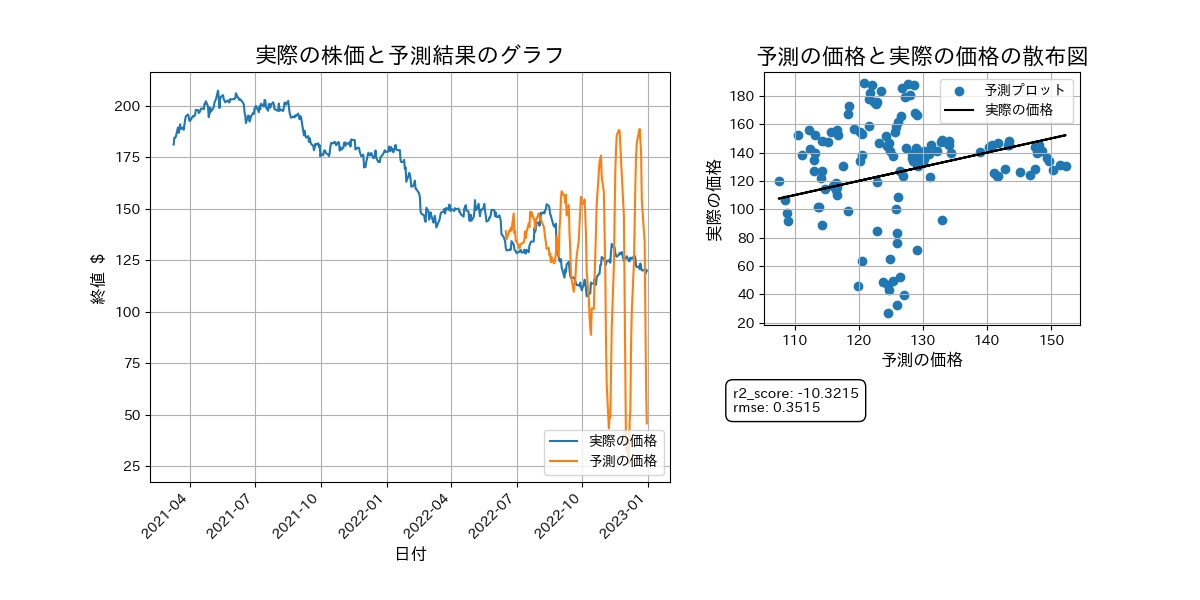 実際の株価と予測結果のグラフ
終値 $
200
175
150
125
100
75
50
25
2021-04
2021-07
2021-10
2022-01
2022-04
2022-07
2022-10
2023-01
日付
実際の価格
予測の価格
予測の価格と実際の価格の散布図
実際の価格
180
160
140
120
100
80
60
40
20
110
120
130
140
150
予測の価格
予測プロット
実際の価格
r2_score: -10.3215
rmse: 0.3515